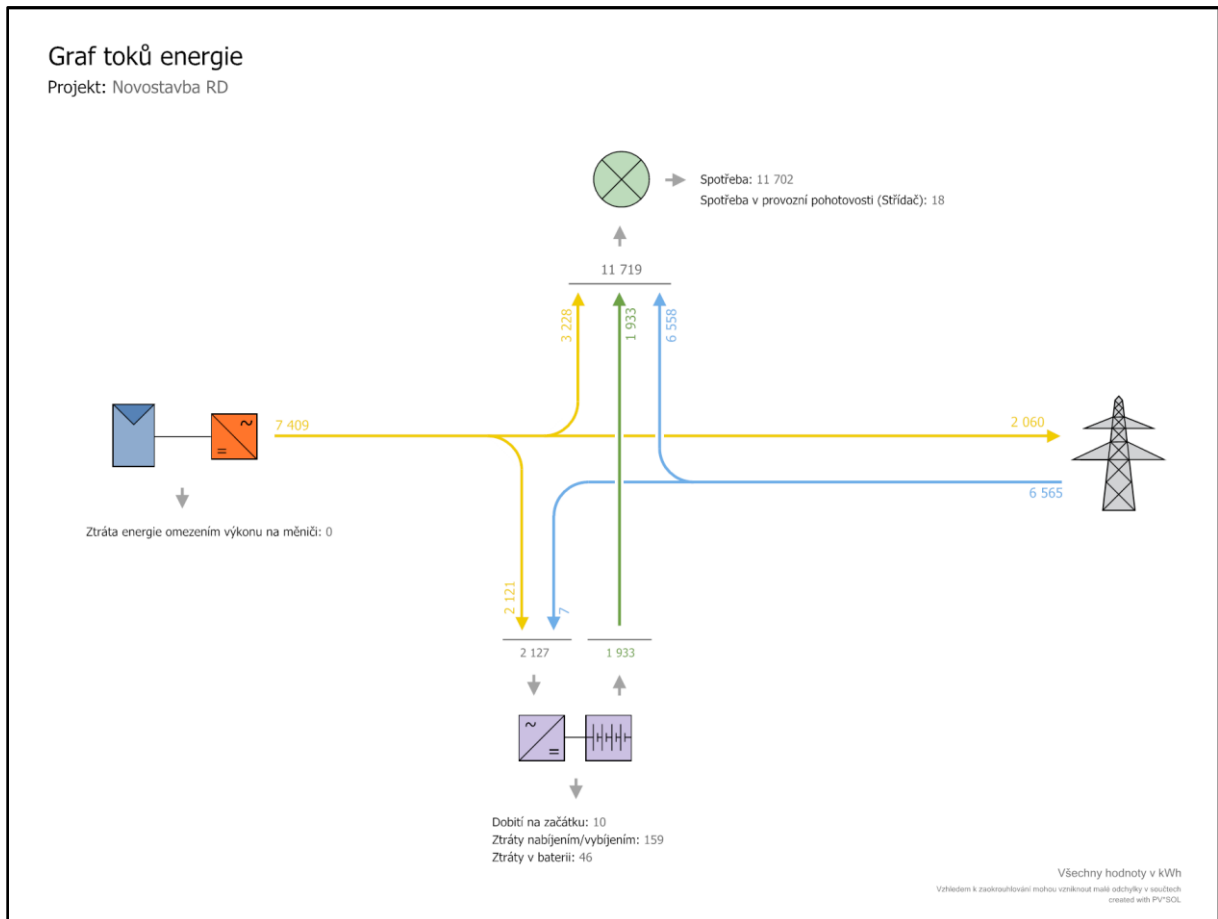 Graf toků energie
Projekt: Novostavba RD
Spotřeba: 11 702
Spotřeba v provozní pohotovosti (Střídač): 18
11 719
3 228
1 933
6 558
7 409
2 060
6 565
Ztráta energie omezením výkonu na měniči: 0
2 121
7
2 127
1 933
~
=
~
=
Dobití na začátku: 10
Ztráty nabíjením/vybíjením: 159
Ztráty v baterii: 46
Všechny hodnoty v kWh
Vzhledem k zaokrouhlování mohou vzniknout malé odchylky v součtech
created with PV*SOL